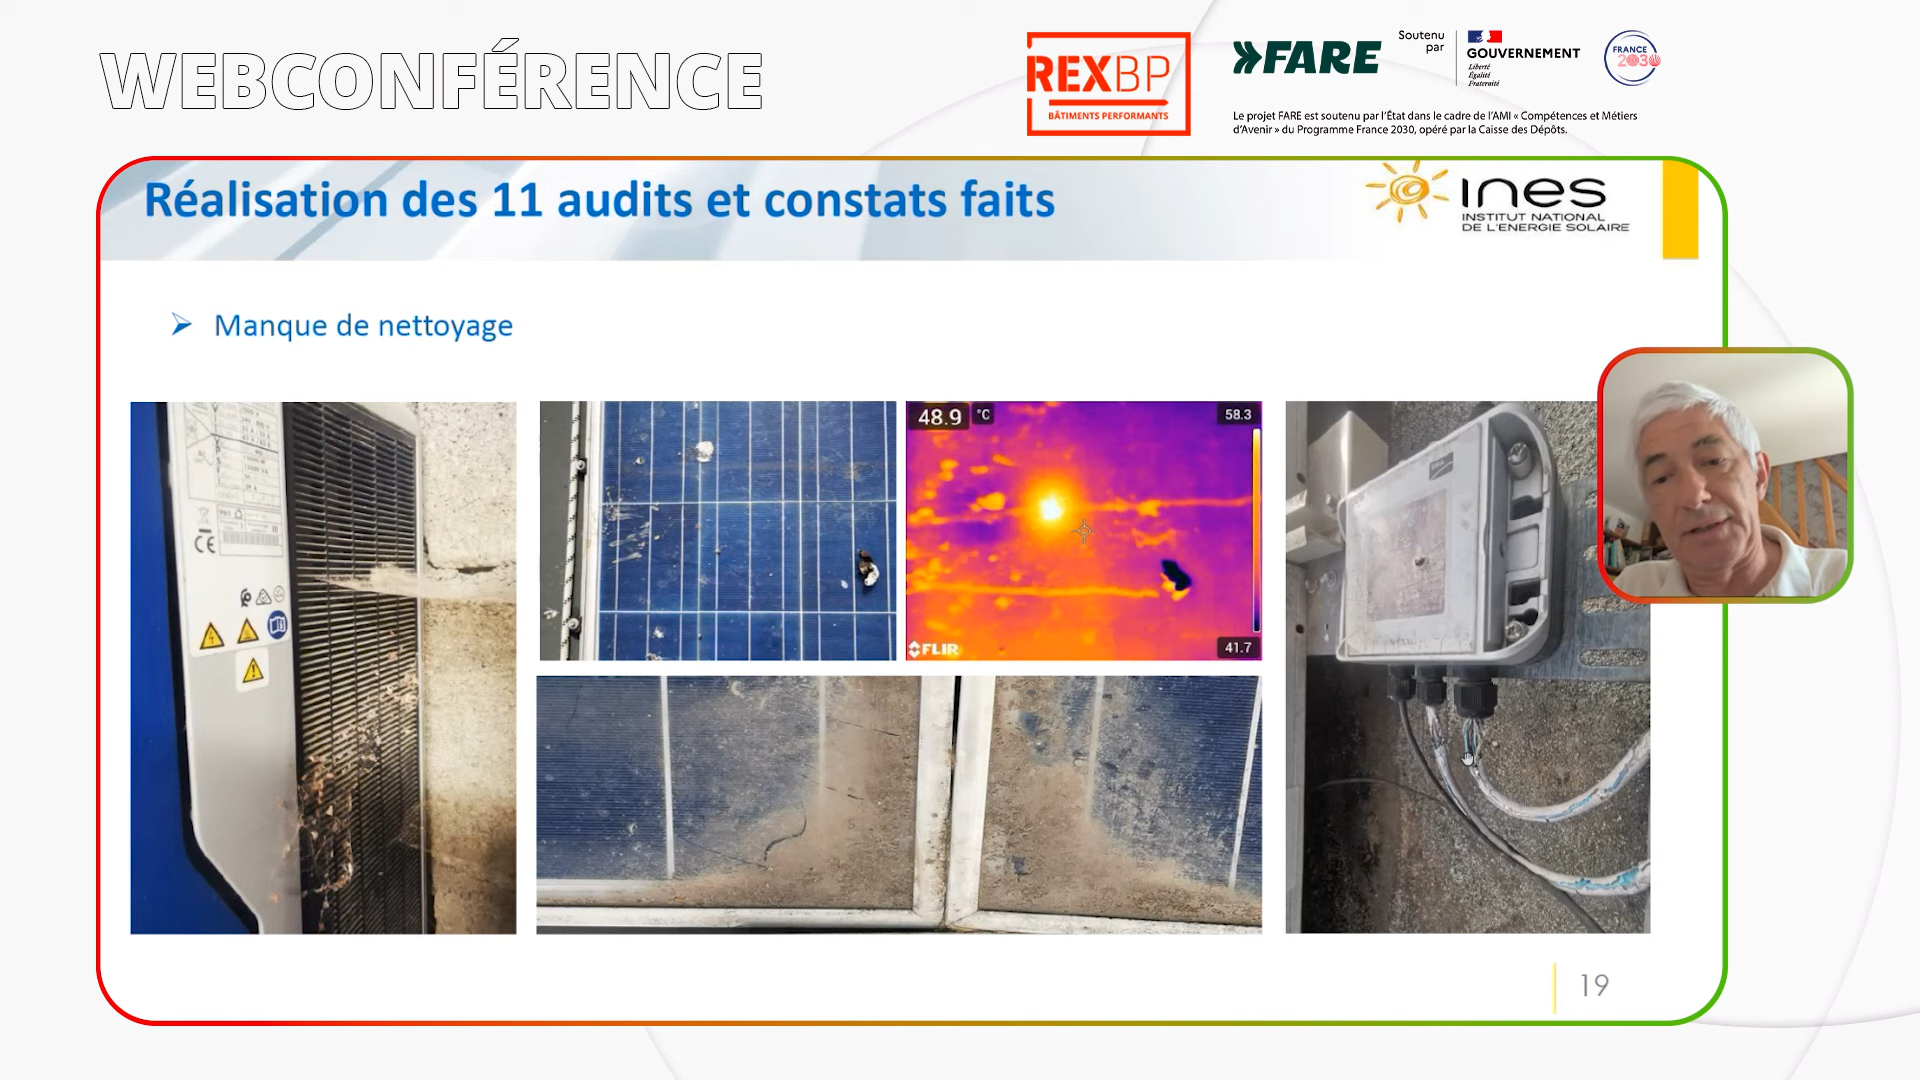 WEBCONFÉRENCE
REXBP
BÂTIMENTS PERFORMANTS
FARE
Soutenu
par
GOUVERNEMENT
Liberté
Égalité
Fraternité
FRANCE
2030
Le projet FARE est soutenu par l'État dans le cadre de l'AMI « Compétences et Métiers
d'Avenir » du Programme France 2030, opéré par la Caisse des Dépôts.
Réalisation des 11 audits et constats faits
ines
INSTITUT NATIONAL
DE L'ENERGIE SOLAIRE
Manque de nettoyage
CE
48.9 °C
58.3
FLIR
41.7
SMA
19